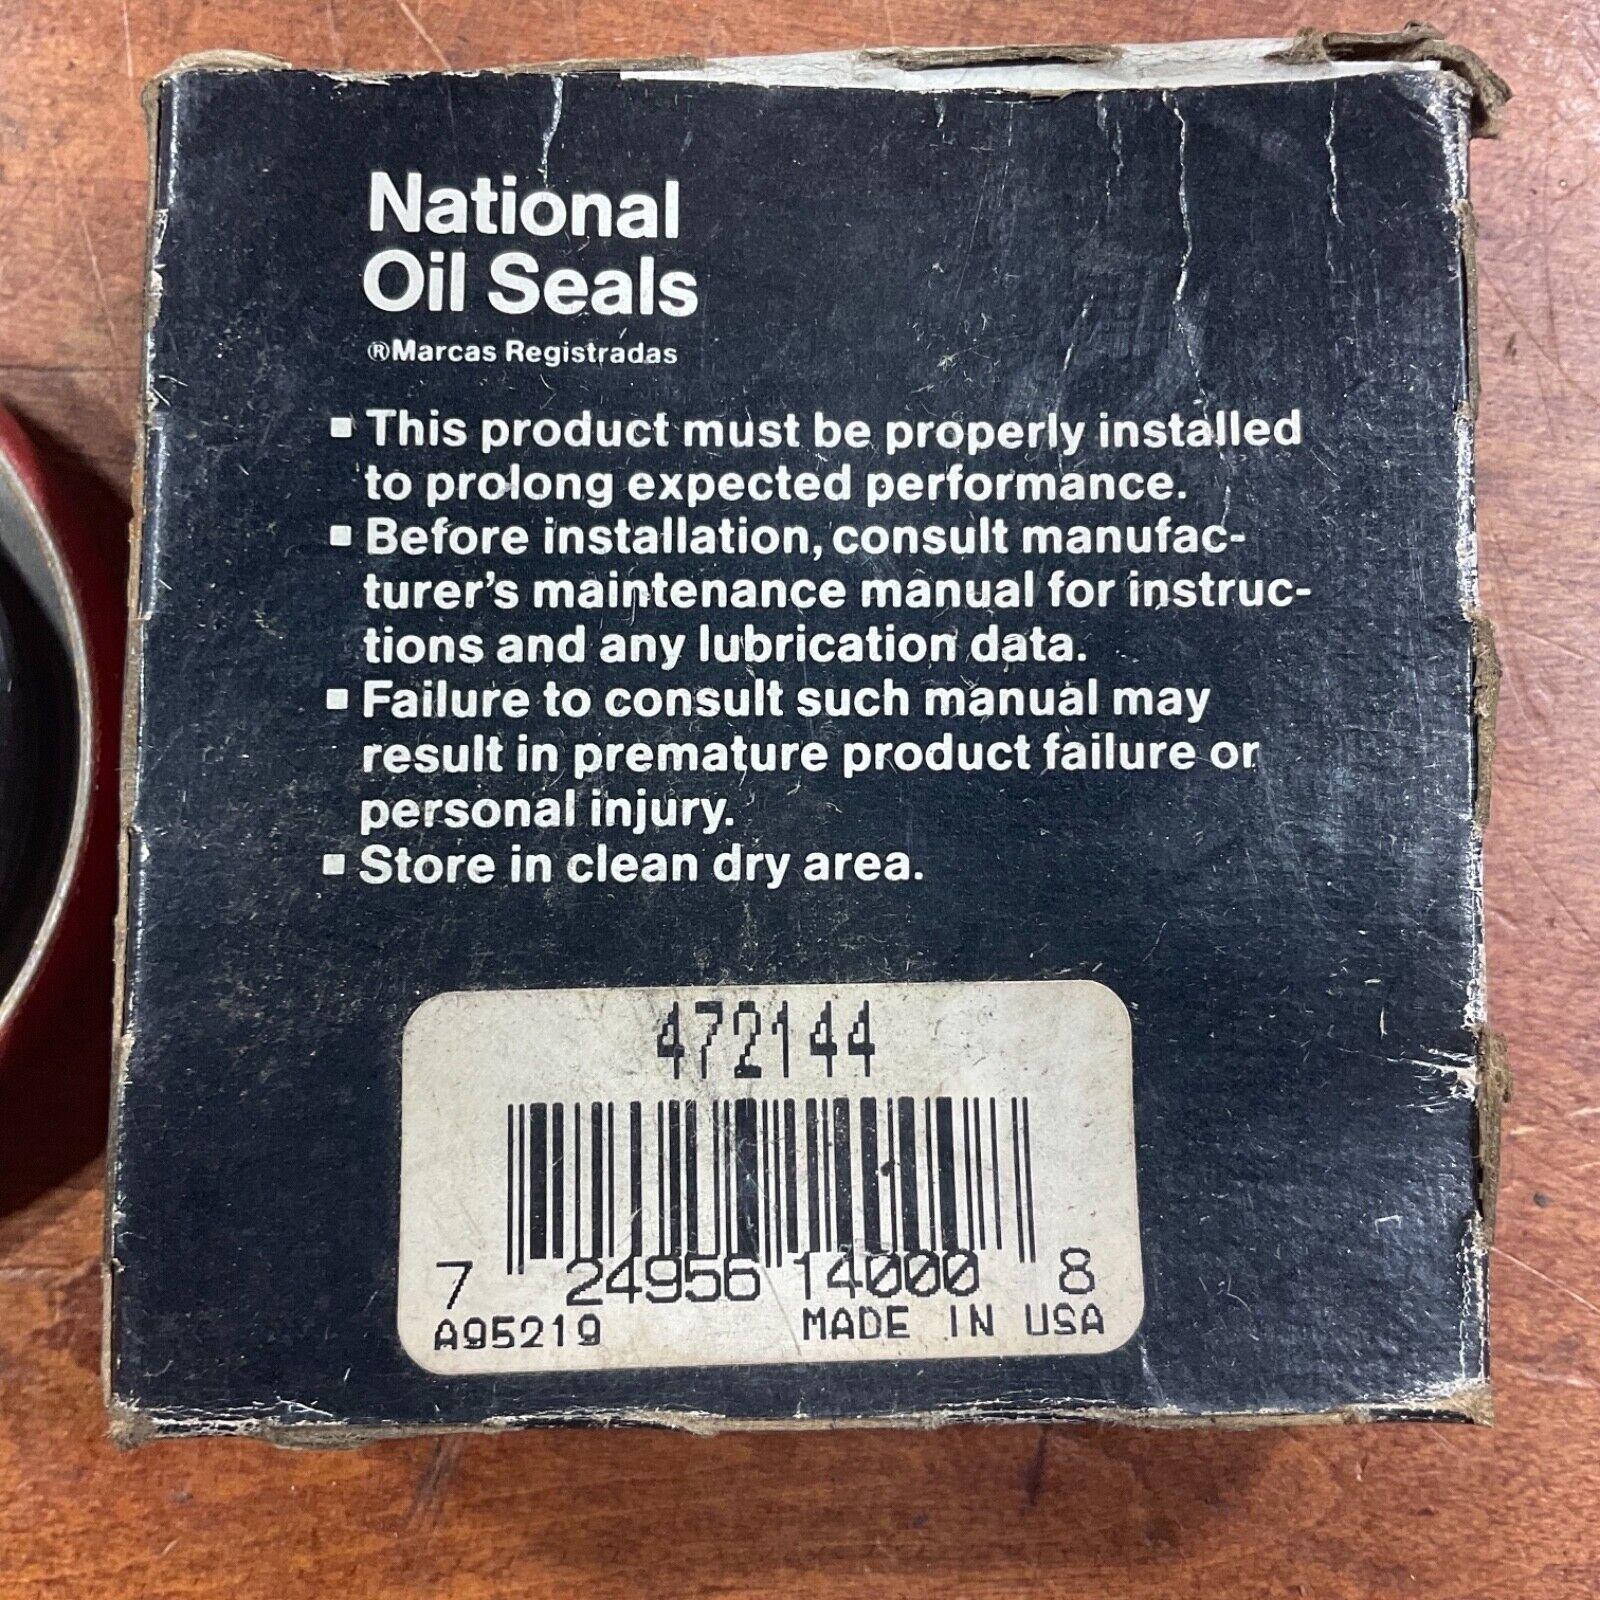 National
Oil Seals
®Marcas Registradas
▪ This product must be properly installed
to prolong expected performance.
▪ Before installation, consult manufac-
turer's maintenance manual for instruc-
tions and any lubrication data.
▪ Failure to consult such manual may
result in premature product failure or
personal injury.
▪ Store in clean dry area.
472144
7 24956 14000 8
A95219 MADE IN USA